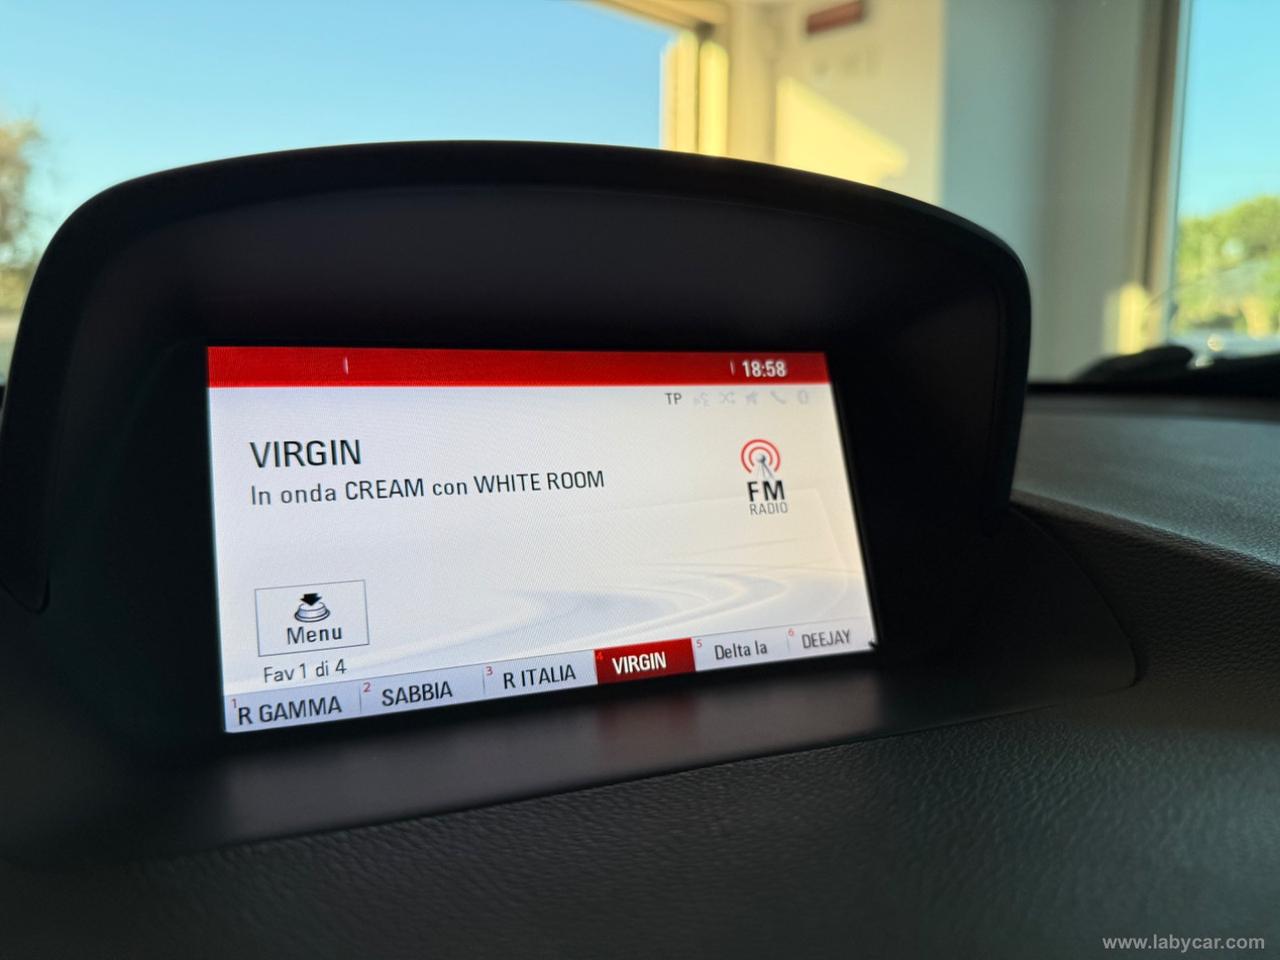 18:58
TP
VIRGIN
In onda CREAM con WHITE ROOM
FM
RADIO
Menu
Fav 1 di 4
1 R GAMMA 2 SABBIA 3 R ITALIA 4 VIRGIN 5 Delta la 6 DEEJAY
www.labycar.com